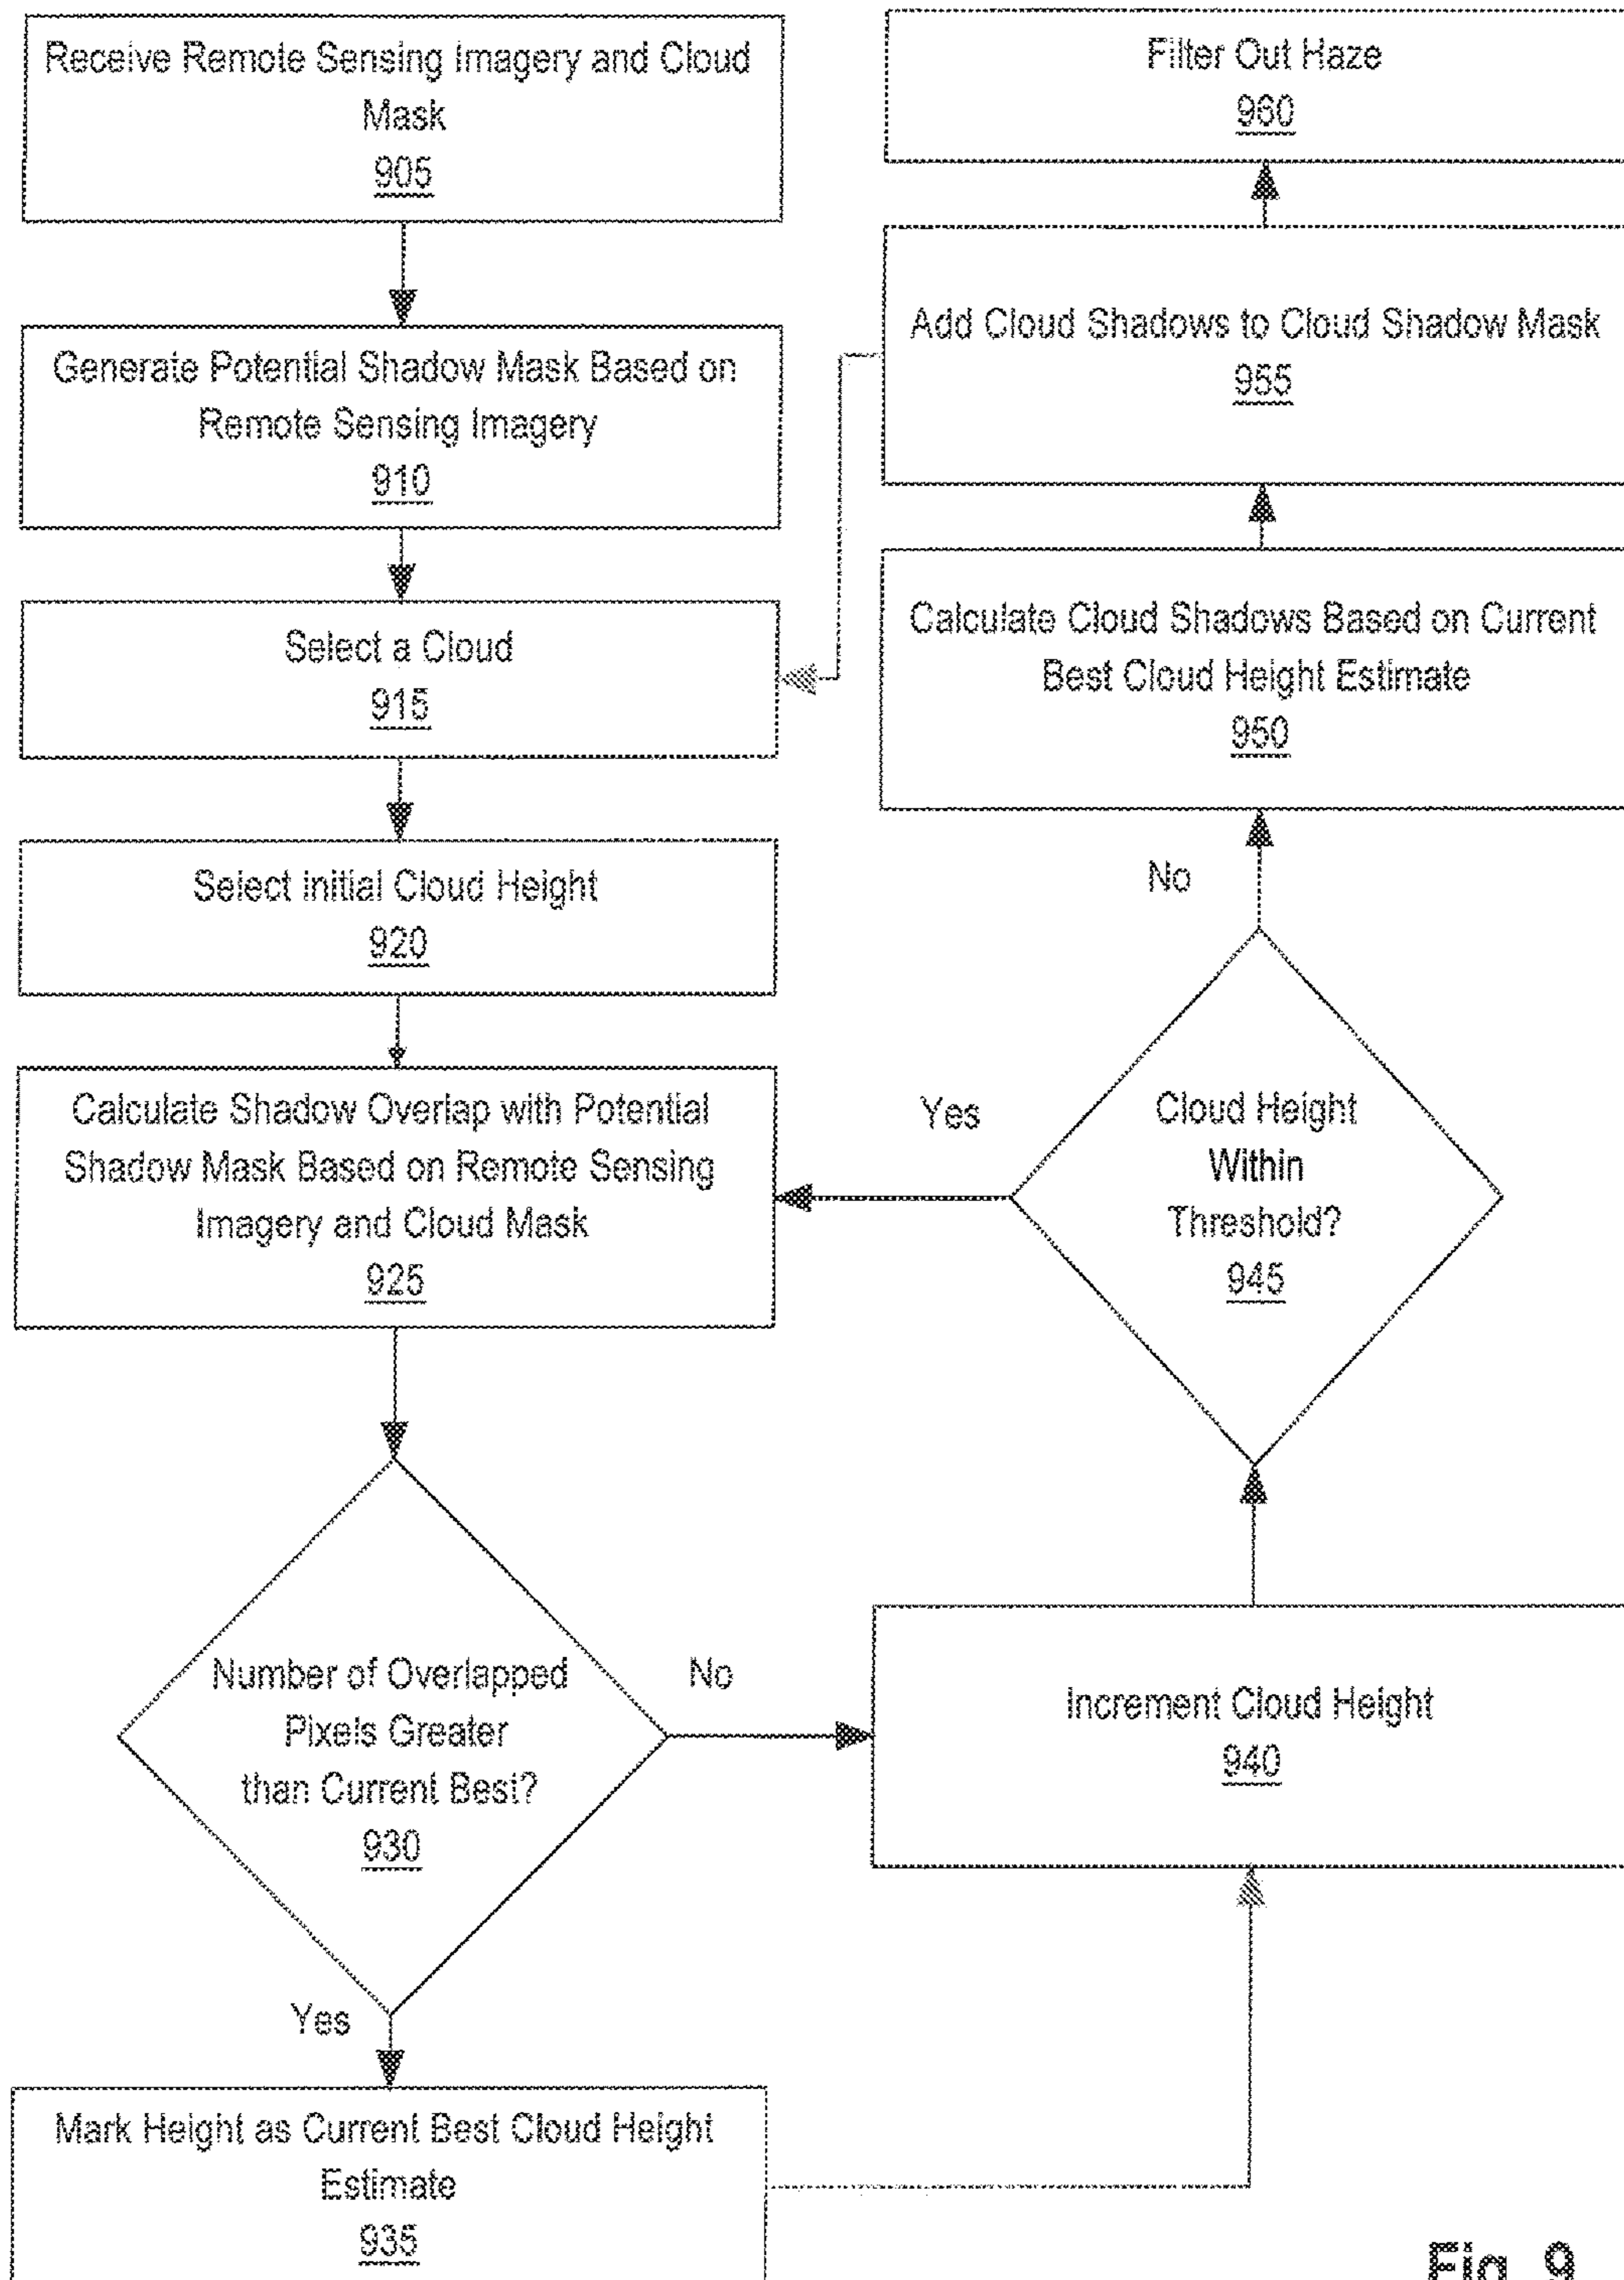 Receive Remote Sensing Imagery and Cloud
Mask
905
Generate Potential Shadow Mask Based on
Remote Sensing Imagery
910
Select a Cloud
915
Select initial Cloud Height
920
Calculate Shadow Overlap with Potential
Shadow Mask Based on Remote Sensing
Imagery and Cloud Mask
925
Number of Overlapped
Pixels Greater
than Current Best?
930
No
Yes
Mark Height as Current Best Cloud Height
Estimate
935
Increment Cloud Height
940
Cloud Height
Within
Threshold?
945
Yes
No
Calculate Cloud Shadows Based on Current
Best Cloud Height Estimate
950
Add Cloud Shadows to Cloud Shadow Mask
955
Filter Out Haze
960
Fig. 9